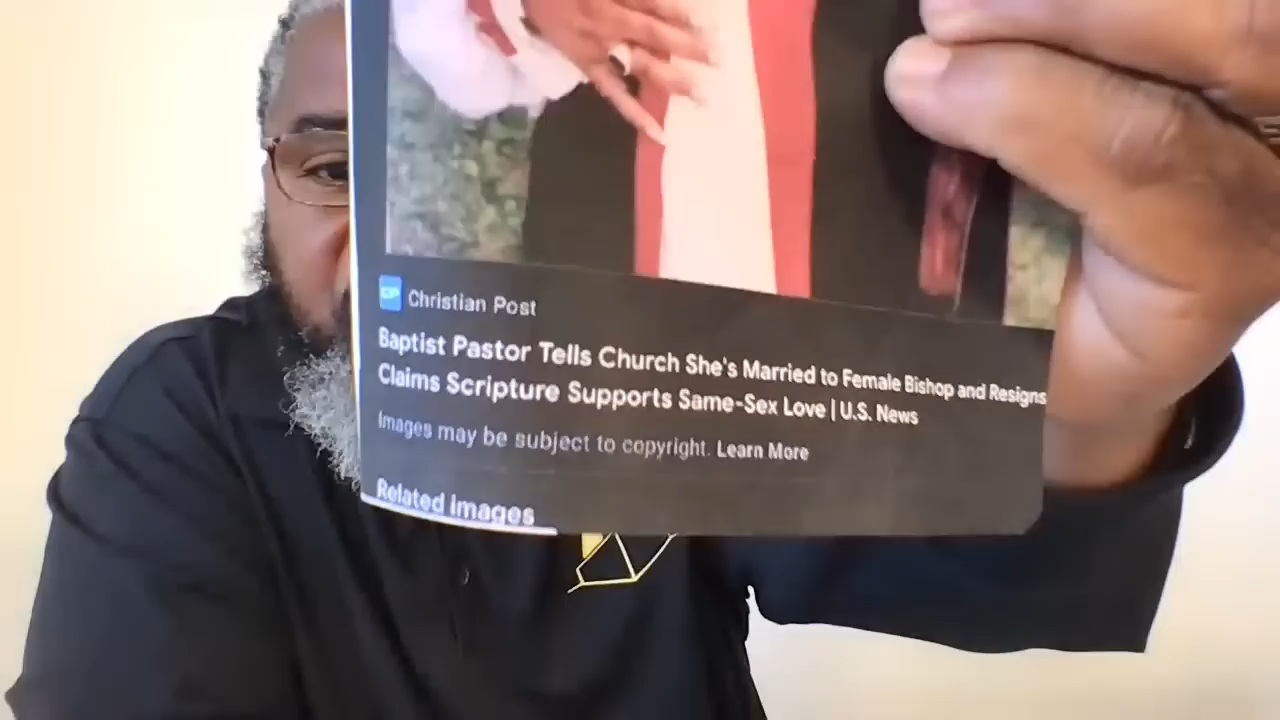 CP Christian Post
Baptist Pastor Tells Church She's Married to Female Bishop and Resigns
Claims Scripture Supports Same-Sex Love | U.S. News
Images may be subject to copyright. Learn More
Related images